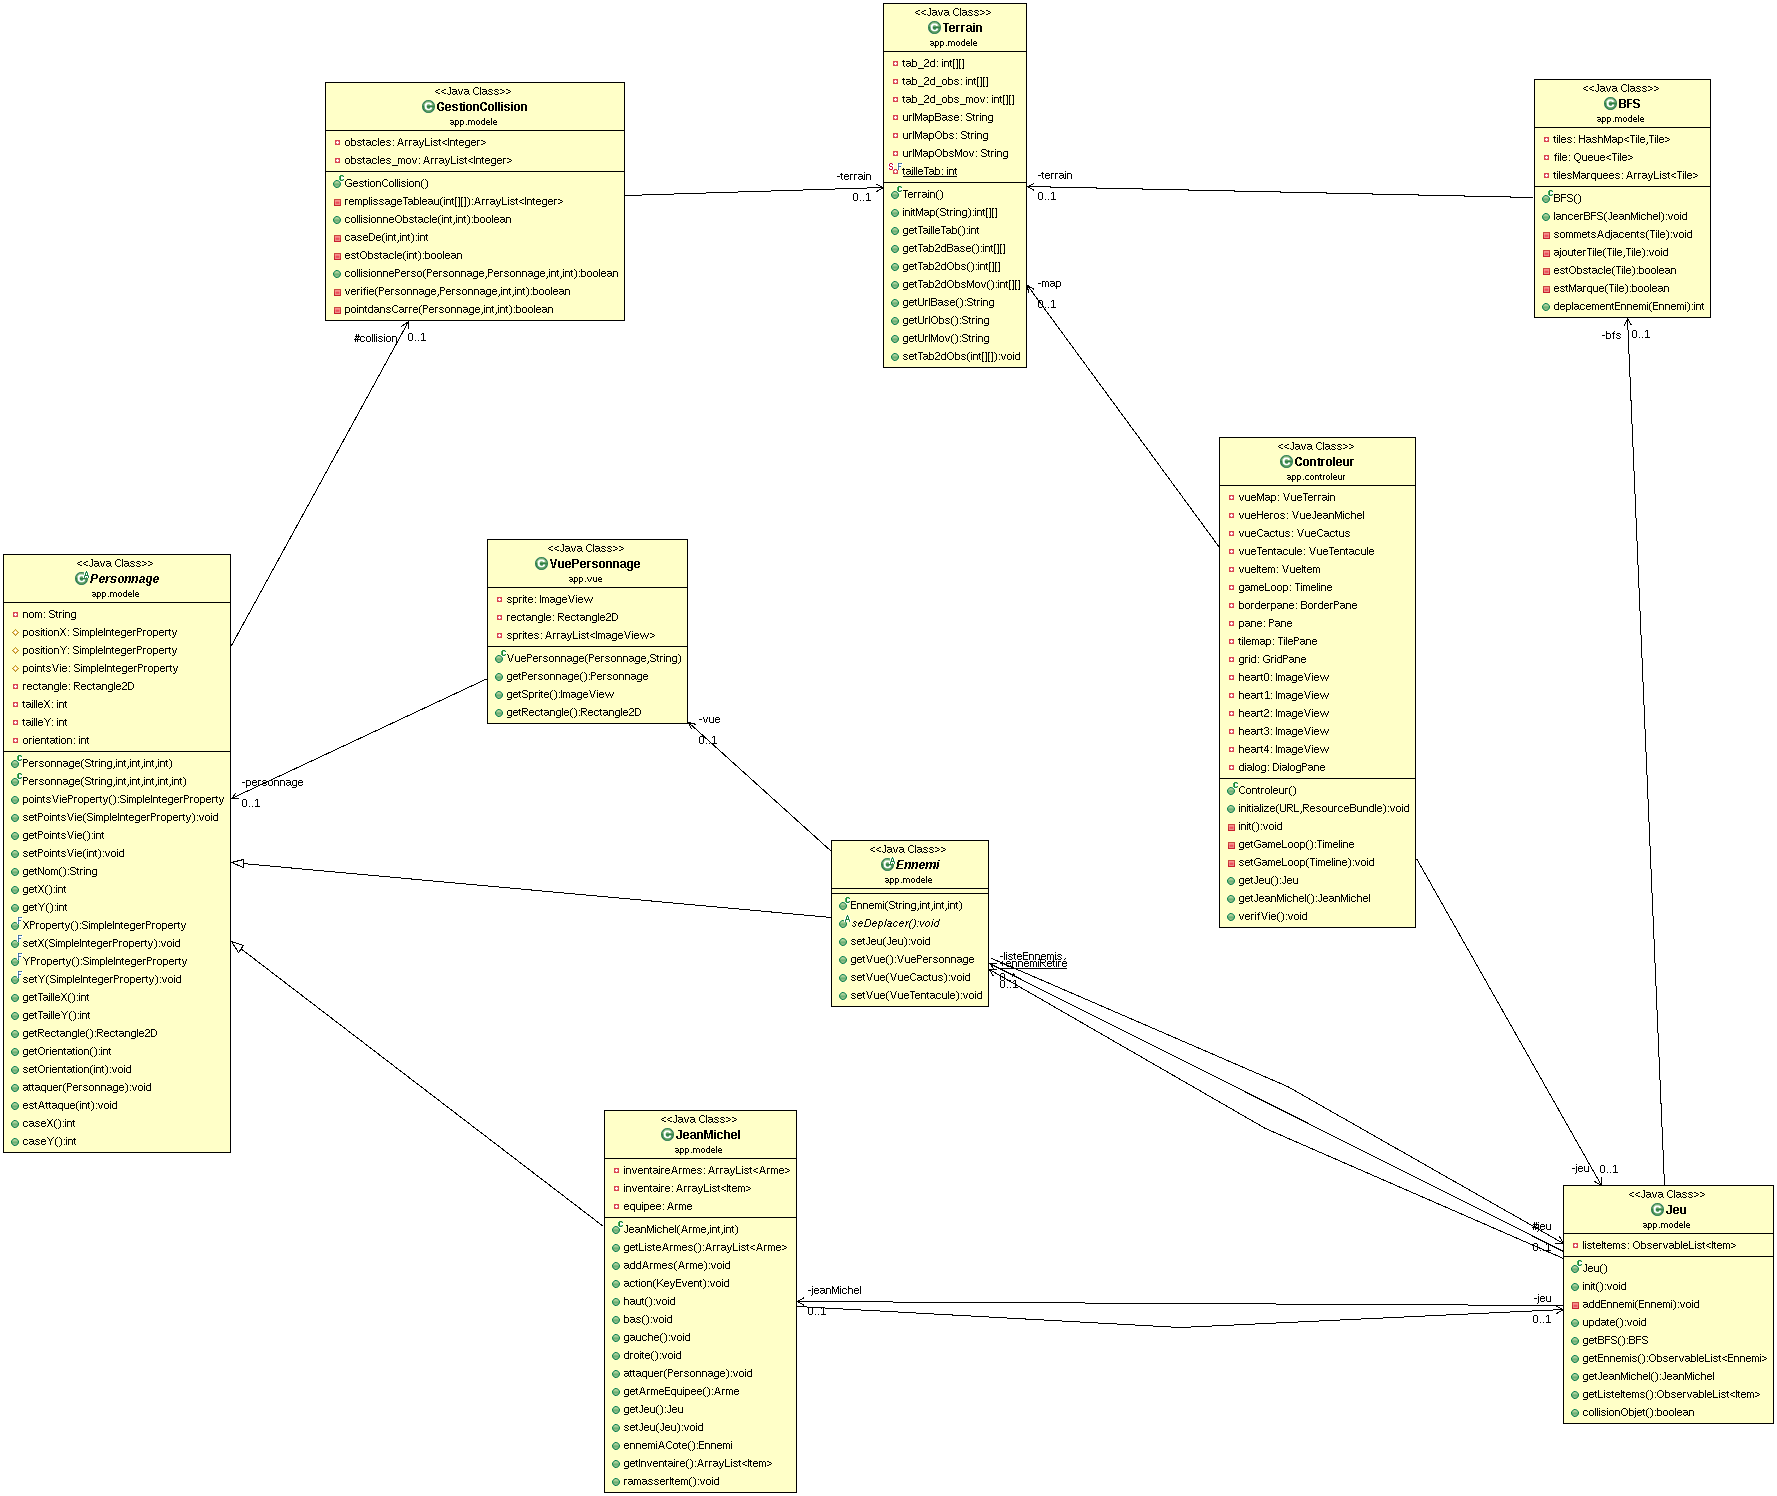 <<Java Class>>
Terrain
app.modele
tab_2d: int[][]
tab_2d_obs: int[][]
tab_2d_obs_mov: int[][]
urlMapBase: String
urlMapObs: String
urlMapObsMov: String
tailleTab: int
Terrain()
initMap(String):int[][]
getTailleTab():int
getTab2dBase():int[][]
getTab2dObs():int[][]
getTab2dObsMov():int[][]
getUrlBase():String
getUrlObs():String
getUrlMov():String
setTab2dObs(int[][]):void
<<Java Class>>
GestionCollision
app.modele
obstacles: ArrayList<Integer>
obstacles_mov: ArrayList<Integer>
GestionCollision()
remplissageTableau(int[][]):ArrayList<Integer>
collisionneObstacle(int,int):boolean
caseDe(int,int):int
estObstacle(int):boolean
collisionnePerso(Personnage,Personnage,int,int):boolean
verifie(Personnage,Personnage,int,int):boolean
pointdansCarre(Personnage,int,int):boolean
-terrain
0..1
-terrain
0..1
<<Java Class>>
BFS
app.modele
tiles: HashMap<Tile,Tile>
file: Queue<Tile>
tilesMarquees: ArrayList<Tile>
BFS()
lancerBFS(JeanMichel):void
sommetsAdjacents(Tile):void
ajouterTile(Tile,Tile):void
estObstacle(Tile):boolean
estMarque(Tile):boolean
deplacementEnnemi(Ennemi):int
-map
0..1
#collision
0..1
-bfs
0..1
<<Java Class>>
Controleur
app.controleur
vueMap: VueTerrain
vueHeros: VueJeanMichel
vueCactus: VueCactus
vueTentacule: VueTentacule
vueItem: VueItem
gameLoop: Timeline
borderpane: BorderPane
pane: Pane
tilemap: TilePane
grid: GridPane
heart0: ImageView
heart1: ImageView
heart2: ImageView
heart3: ImageView
heart4: ImageView
dialog: DialogPane
Controleur()
initialize(URL,ResourceBundle):void
init():void
getGameLoop():Timeline
setGameLoop(Timeline):void
getJeu():Jeu
getJeanMichel():JeanMichel
verifVie():void
<<Java Class>>
Personnage
app.modele
nom: String
positionX: SimpleIntegerProperty
positionY: SimpleIntegerProperty
pointsVie: SimpleIntegerProperty
rectangle: Rectangle2D
tailleX: int
tailleY: int
orientation: int
Personnage(String,int,int,int,int)
Personnage(String,int,int,int,int,int)
pointsVieProperty():SimpleIntegerProperty
setPointsVie(SimpleIntegerProperty):void
getPointsVie():int
setPointsVie(int):void
getNom():String
getX():int
getY():int
XProperty():SimpleIntegerProperty
setX(SimpleIntegerProperty):void
YProperty():SimpleIntegerProperty
setY(SimpleIntegerProperty):void
getTailleX():int
getTailleY():int
getRectangle():Rectangle2D
getOrientation():int
setOrientation(int):void
attaquer(Personnage):void
estAttaque(int):void
caseX():int
caseY():int
<<Java Class>>
VuePersonnage
app.vue
sprite: ImageView
rectangle: Rectangle2D
sprites: ArrayList<ImageView>
VuePersonnage(Personnage,String)
getPersonnage():Personnage
getSprite():ImageView
getRectangle():Rectangle2D
-personnage
0..1
-vue
0..1
<<Java Class>>
Ennemi
app.modele
Ennemi(String,int,int,int)
seDeplacer():void
setJeu(Jeu):void
getVue():VuePersonnage
setVue(VueCactus):void
setVue(VueTentacule):void
-listeEnnemis
+ennemiRetiré
0..1
<<Java Class>>
JeanMichel
app.modele
inventaireArmes: ArrayList<Arme>
inventaire: ArrayList<Item>
equipee: Arme
JeanMichel(Arme,int,int)
getListeArmes():ArrayList<Arme>
addArmes(Arme):void
action(KeyEvent):void
haut():void
bas():void
gauche():void
droite():void
attaquer(Personnage):void
getArmeEquipee():Arme
getJeu():Jeu
setJeu(Jeu):void
ennemiACote():Ennemi
getInventaire():ArrayList<Item>
ramasserItem():void
-jeanMichel
0..1
-jeu
0..1
#jeu
0..1
-jeu
0..1
<<Java Class>>
Jeu
app.modele
listeItems: ObservableList<Item>
Jeu()
init():void
addEnnemi(Ennemi):void
update():void
getBFS():BFS
getEnnemis():ObservableList<Ennemi>
getJeanMichel():JeanMichel
getListeItems():ObservableList<Item>
collisionObjet():boolean